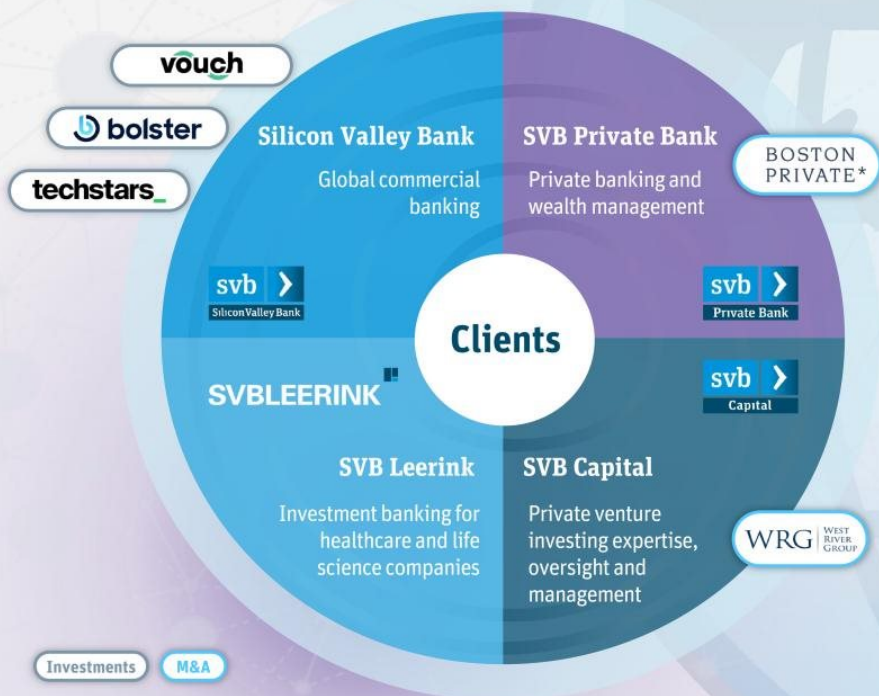 vouch
bolster
techstars_
Silicon Valley Bank
Global commercial
banking
svb
Silicon Valley Bank
SVB Private Bank
Private banking and
wealth management
BOSTON
PRIVATE*
svb
Private Bank
Clients
SVBLEERINK
SVB Leerink
Investment banking for
healthcare and life
science companies
svb
Capital
SVB Capital
Private venture
investing expertise,
oversight and
management
WRG
WEST
RIVER
GROUP
Investments
M&A